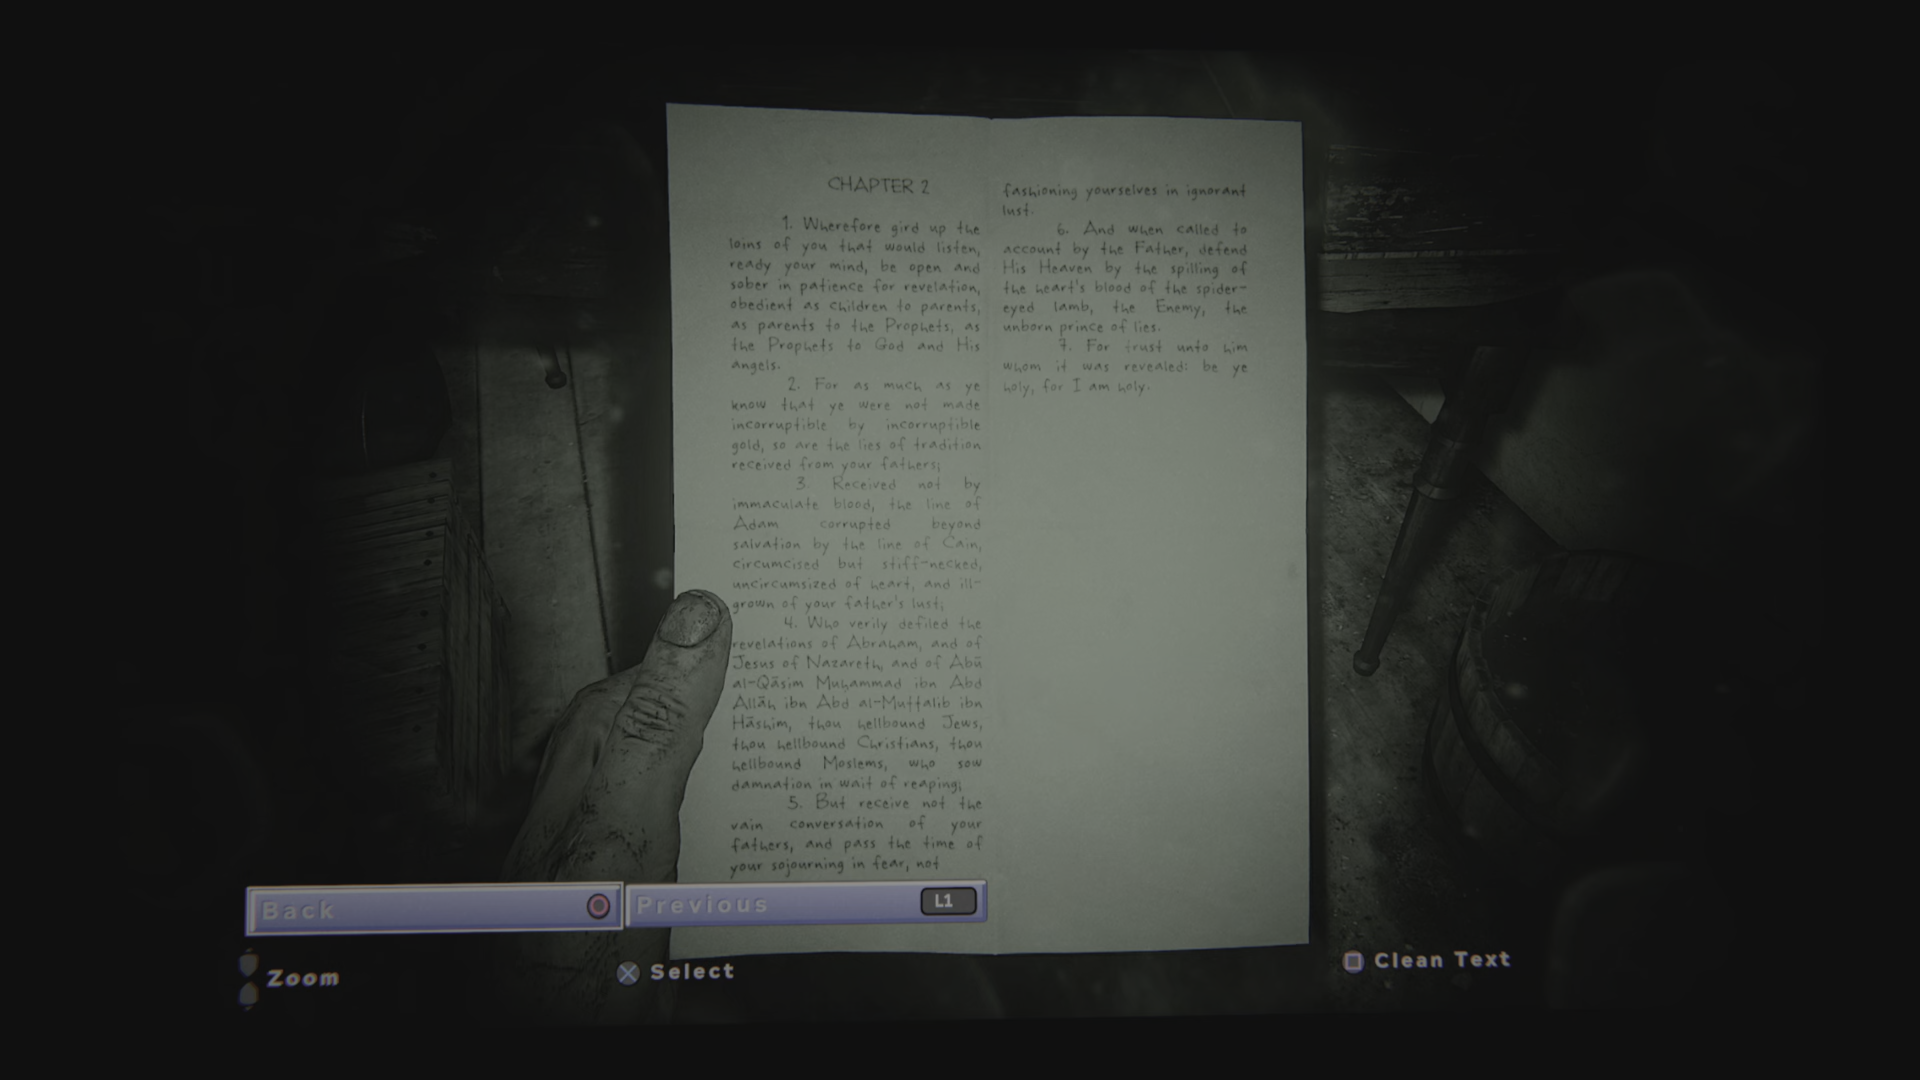 CHAPTER 2
1. Wherefore gird up the
loins of you that would listen,
ready your mind, be open and
sober in patience for revelation,
obedient as children to parents,
as parents to the Prophets, as
the Prophets to God and His
angels.
2. For as much as ye
know that ye were not made
incorruptible by incorruptible
gold, so are the lies of tradition
received from your fathers;
3. Received not by
immaculate blood, the line of
Adam corrupted beyond
salvation by the line of Cain,
circumcised but stiff-necked,
uncircumsized of heart, and ill-
grown of your father's lust;
4. Who verily defiled the
revelations of Abraham, and of
Jesus of Nazareth, and of Abū
al-Qāsim Muḥammad ibn Abd
Allāh ibn Abd al-Muttalib ibn
Hāshim, thou hellbound Jews,
thou hellbound Christians, thou
hellbound Moslems, who sow
damnation in wait of reaping;
5. But receive not the
vain conversation of your
fathers, and pass the time of
your sojourning in fear, not
fashioning yourselves in ignorant
lust.
6. And when called to
account by the Father, defend
His Heaven by the spilling of
the heart's blood of the spider-
eyed lamb, the Enemy, the
unborn prince of lies.
7. For trust unto him
whom it was revealed: be ye
holy, for I am holy.
Back
Previous L1
Zoom
Select
Clean Text